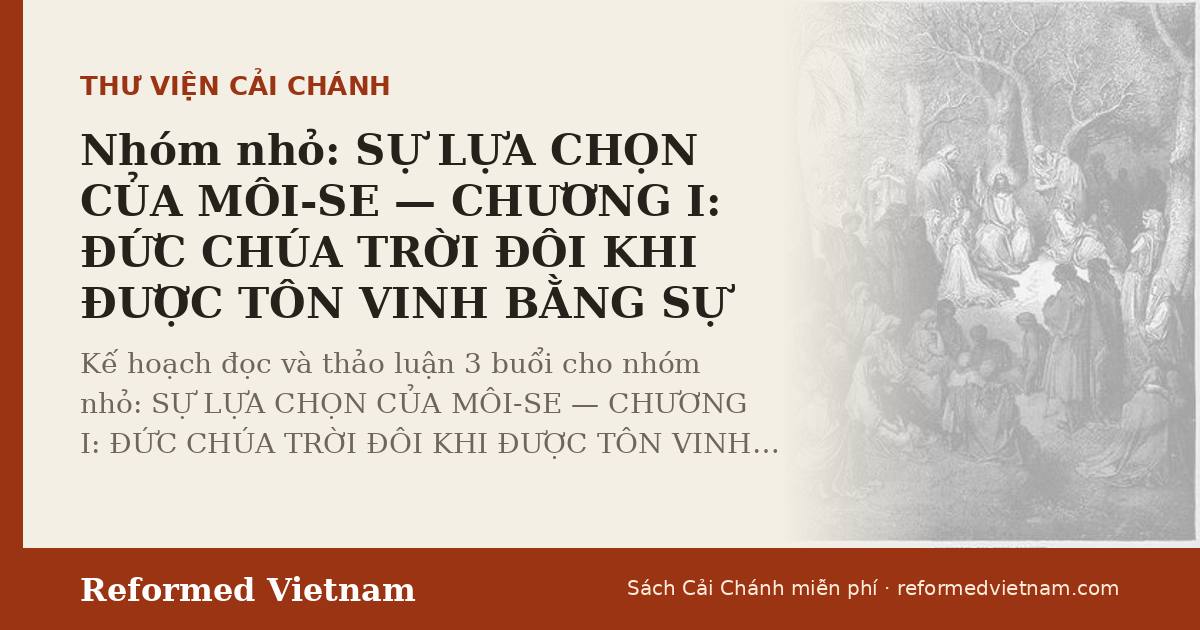 THƯ VIỆN CẢI CHÁNH
Nhóm nhỏ: SỰ LỰA CHỌN
CỦA MÔI-SE — CHƯƠNG I:
ĐỨC CHÚA TRỜI ĐÔI KHI
ĐƯỢC TÔN VINH BẰNG SỰ
Kế hoạch đọc và thảo luận 3 buổi cho nhóm
nhỏ: SỰ LỰA CHỌN CỦA MÔI-SE — CHƯƠNG
I: ĐỨC CHÚA TRỜI ĐÔI KHI ĐƯỢC TÔN VINH…
Reformed Vietnam
Sách Cải Chánh miễn phí · reformedvietnam.com